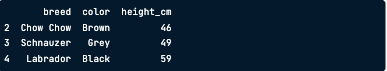 breed color height_cm
2 Chow Chow Brown 46
3 Schnauzer Grey 49
4 Labrador Black 59